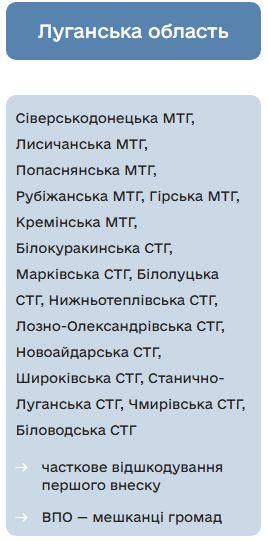 Луганська область
Сіверськодонецька МТГ,
Лисичанська МТГ,
Попаснянська МТГ,
Рубіжанська МТГ, Гірська МТГ,
Кремінська МТГ,
Білокуракинська СТГ,
Марківська СТГ, Білолуцька
СТГ, Нижньотеплівська СТГ,
Лозно-Олександрівська СТГ,
Новоайдарська СТГ,
Широківська СТГ, Станично-
Луганська СТГ, Чмирівська СТГ,
Біловодська СТГ
→ часткове відшкодування
першого внеску
→ ВПО — мешканці громад